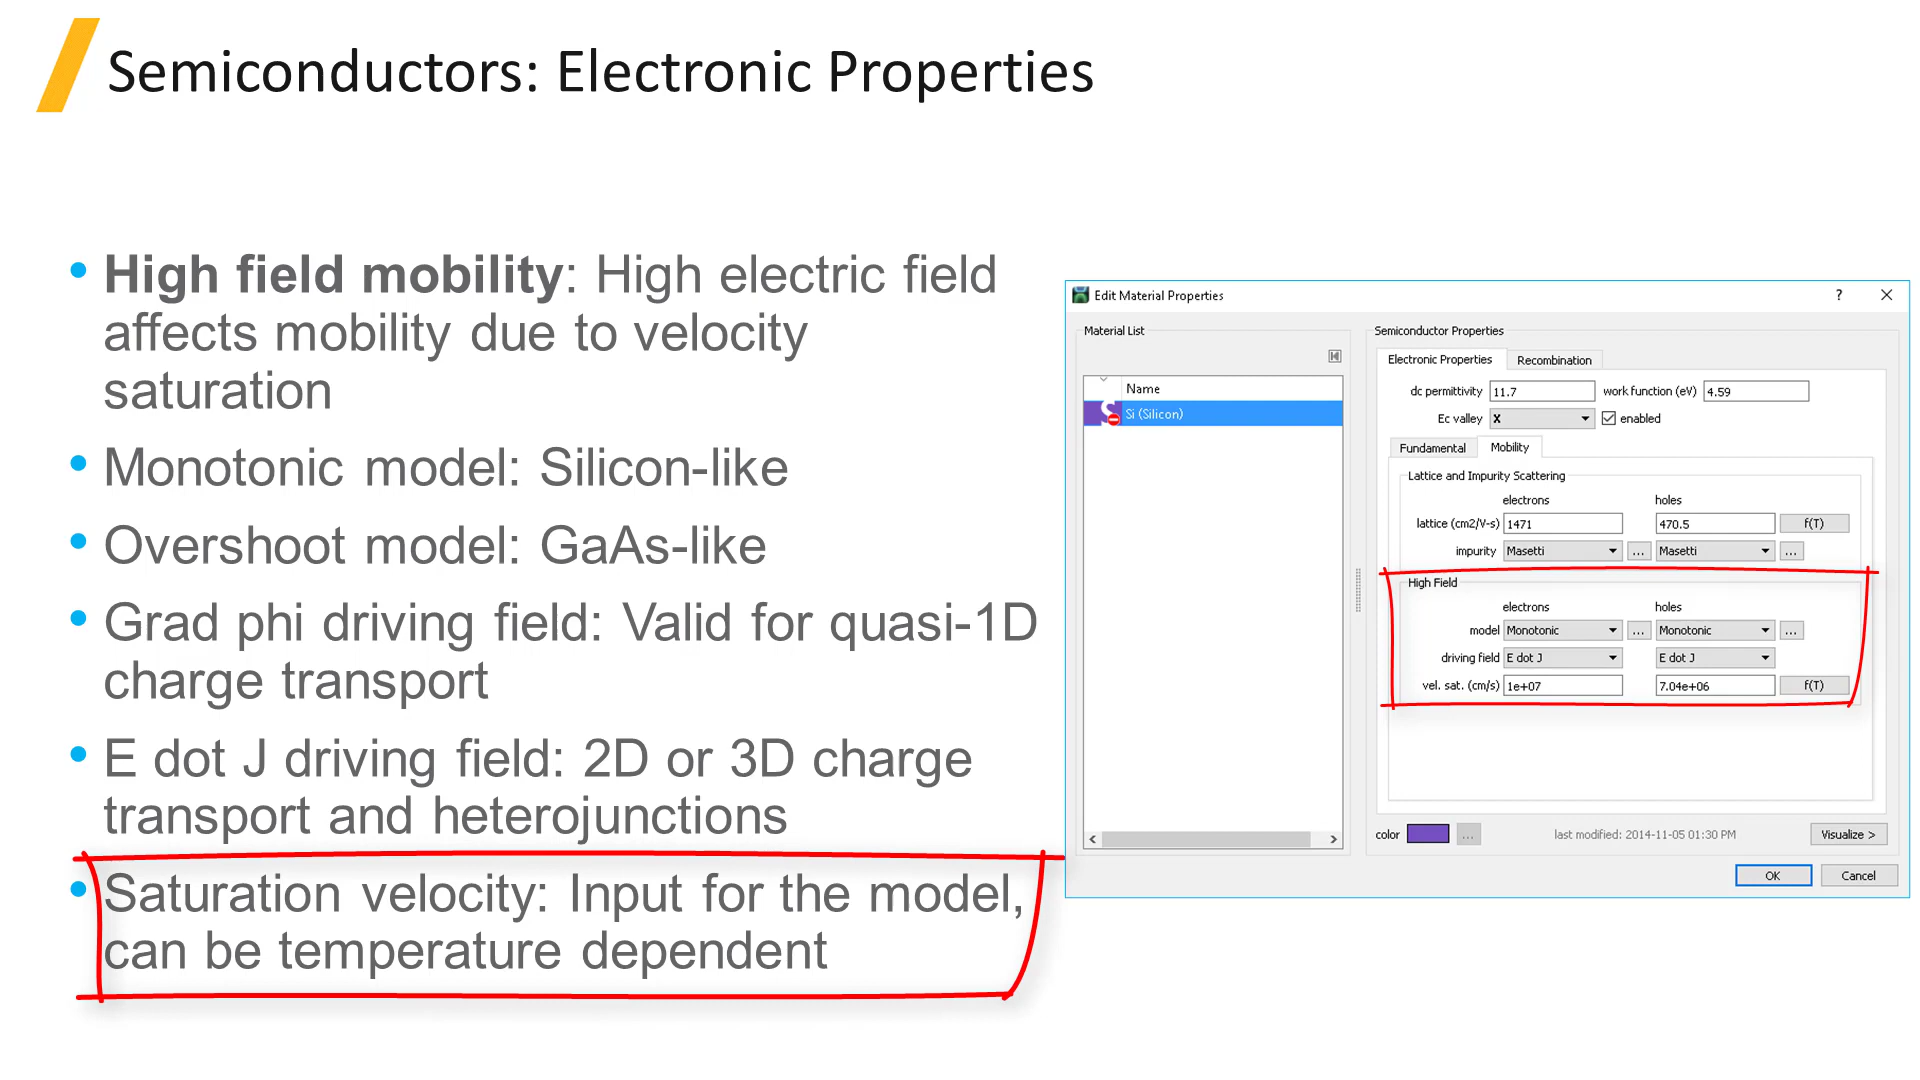 Semiconductors: Electronic Properties
• High field mobility: High electric field
affects mobility due to velocity
saturation
• Monotonic model: Silicon-like
• Overshoot model: GaAs-like
• Grad phi driving field: Valid for quasi-1D
charge transport
• E dot J driving field: 2D or 3D charge
transport and heterojunctions
• Saturation velocity: Input for the model,
can be temperature dependent
Edit Material Properties
?
Material List
Name
Si (Silicon)
Semiconductor Properties
Electronic Properties Recombination
dc permittivity 11.7 work function (eV) 4.59
Ec valley X enabled
Fundamental Mobility
Lattice and Impurity Scattering
electrons holes
lattice (cm2/V-s) 1471 470.5 f(T)
impurity Masetti ... Masetti ...
High Field
electrons holes
model Monotonic ... Monotonic ...
driving field E dot J E dot J
vel. sat. (cm/s) 1e+07 7.04e+06 f(T)
color ... last modified: 2014-11-05 01:30 PM Visualize >
OK Cancel